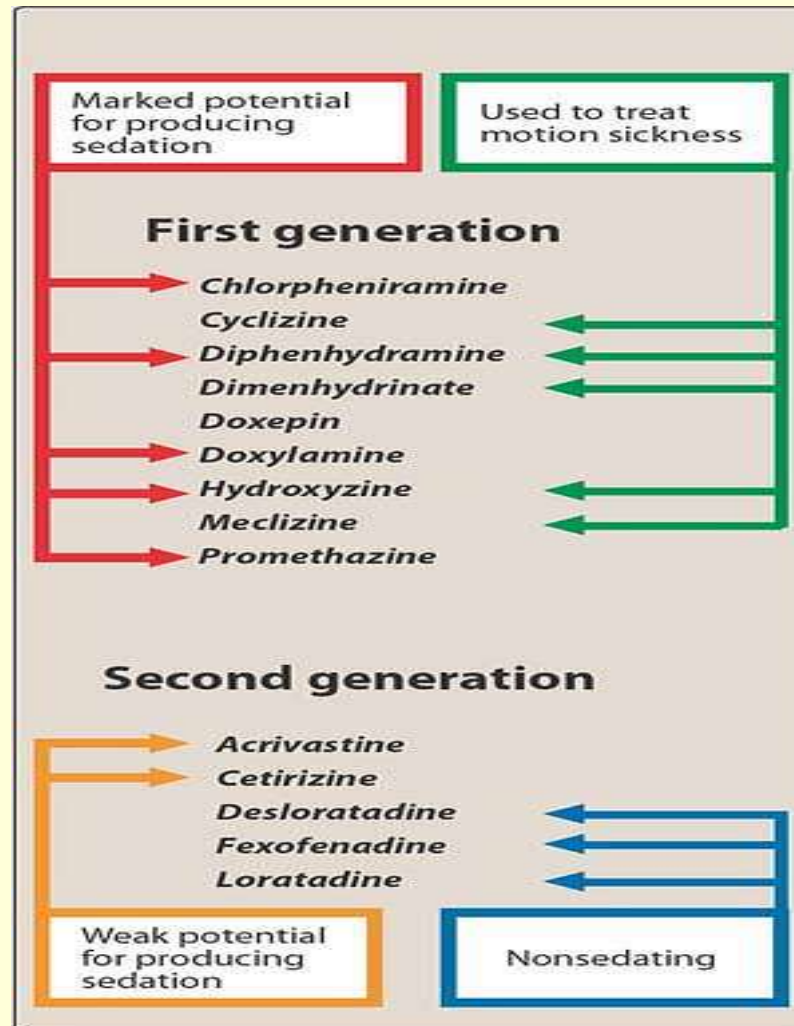 Marked potential
for producing
sedation
Used to treat
motion sickness
First generation
Chlorpheniramine
Cyclizine
Diphenhydramine
Dimenhydrinate
Doxepin
Doxylamine
Hydroxyzine
Meclizine
Promethazine
Second generation
Acrivastine
Cetirizine
Desloratadine
Fexofenadine
Loratadine
Weak potential
for producing
sedation
Nonsedating